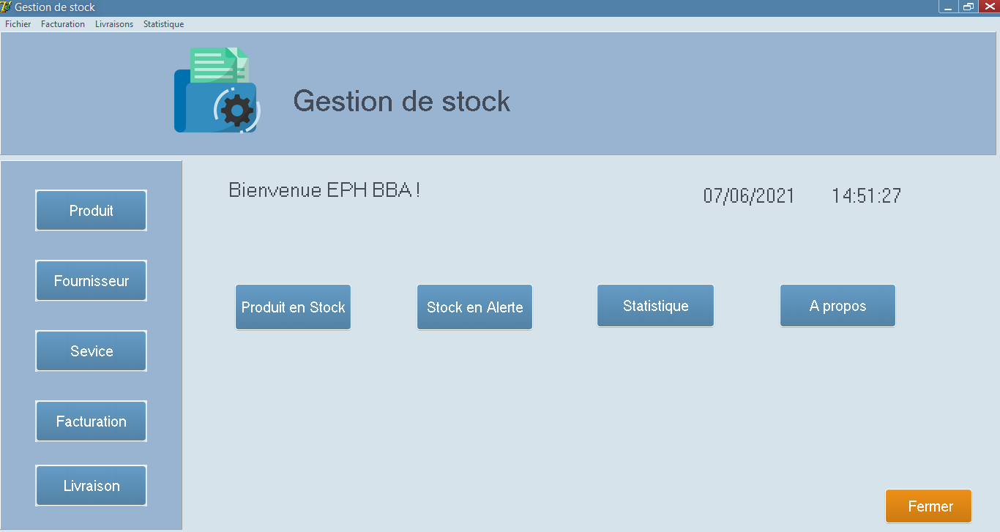 Gestion de stock
Fichier Facturation Livraisons Statistique
Gestion de stock
Bienvenue EPH BBA !
07/06/2021 14:51:27
Produit
Fournisseur
Sevice
Facturation
Livraison
Produit en Stock
Stock en Alerte
Statistique
A propos
Fermer